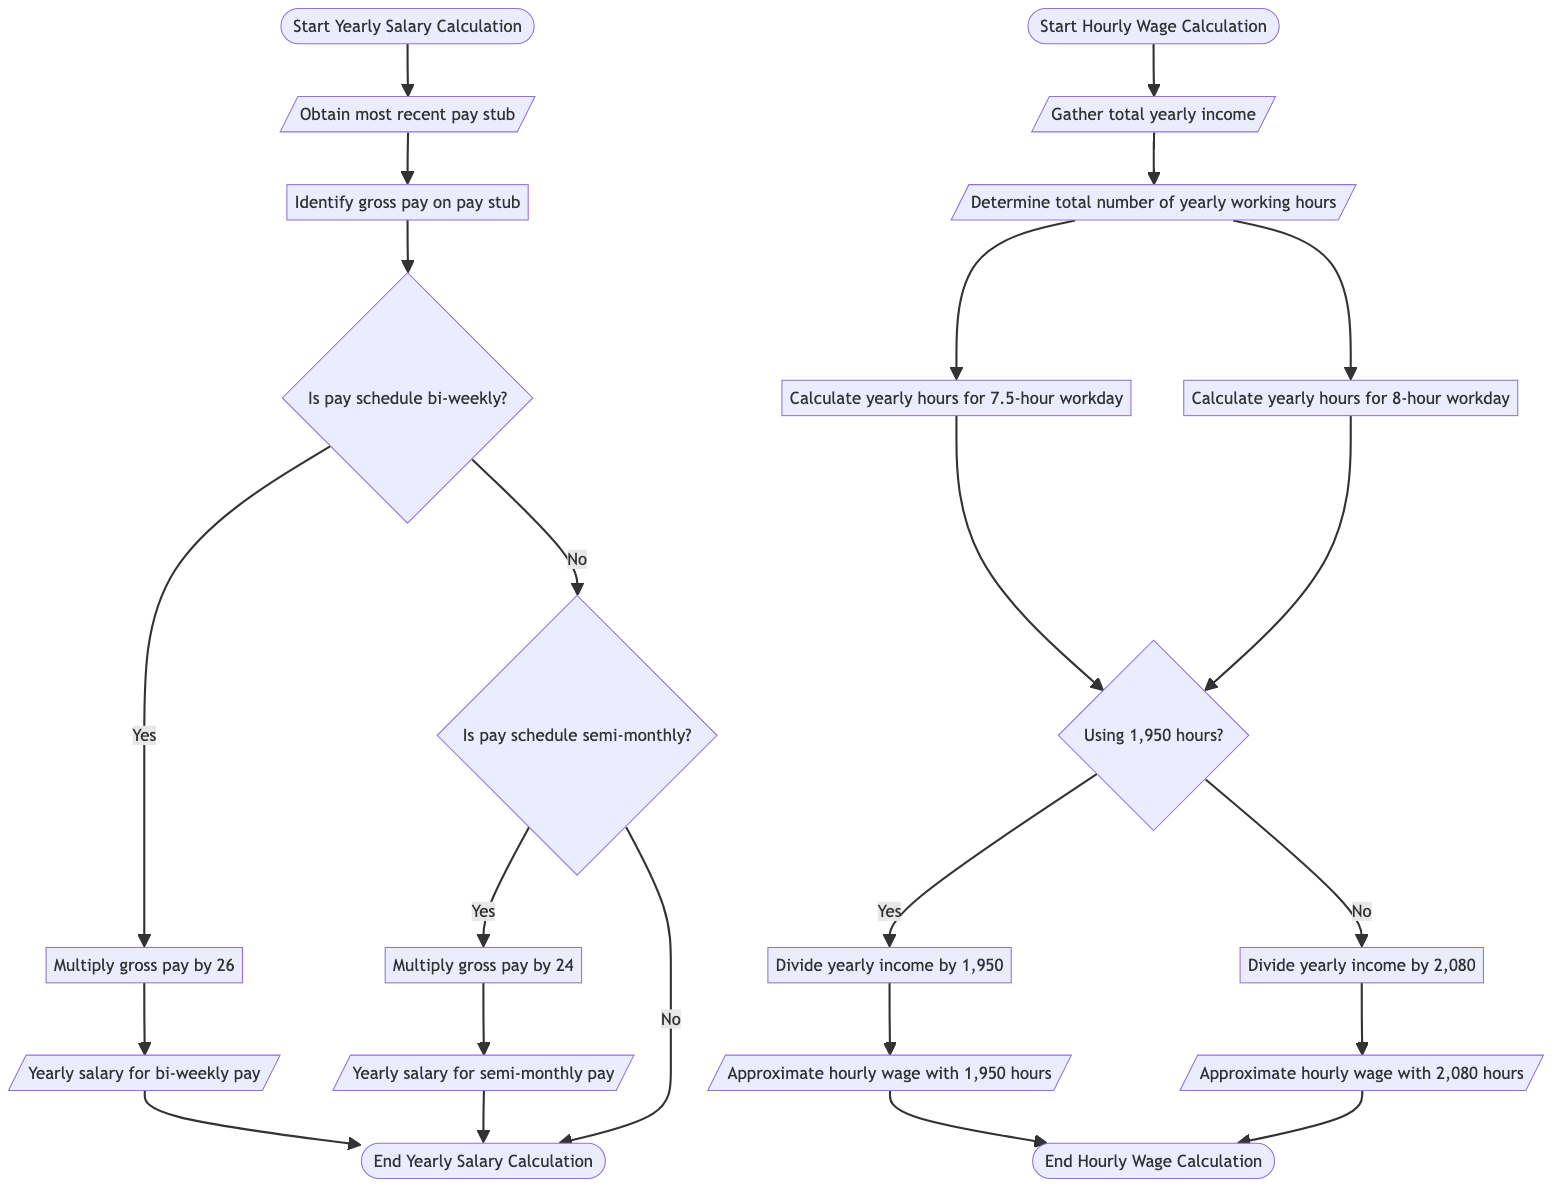 Start Yearly Salary Calculation
Obtain most recent pay stub
Identify gross pay on pay stub
Is pay schedule bi-weekly?
No
Yes
Is pay schedule semi-monthly?
Yes
No
Multiply gross pay by 26
Multiply gross pay by 24
Yearly salary for bi-weekly pay
Yearly salary for semi-monthly pay
End Yearly Salary Calculation
Start Hourly Wage Calculation
Gather total yearly income
Determine total number of yearly working hours
Calculate yearly hours for 7.5-hour workday
Calculate yearly hours for 8-hour workday
Using 1,950 hours?
Yes
No
Divide yearly income by 1,950
Divide yearly income by 2,080
Approximate hourly wage with 1,950 hours
Approximate hourly wage with 2,080 hours
End Hourly Wage Calculation